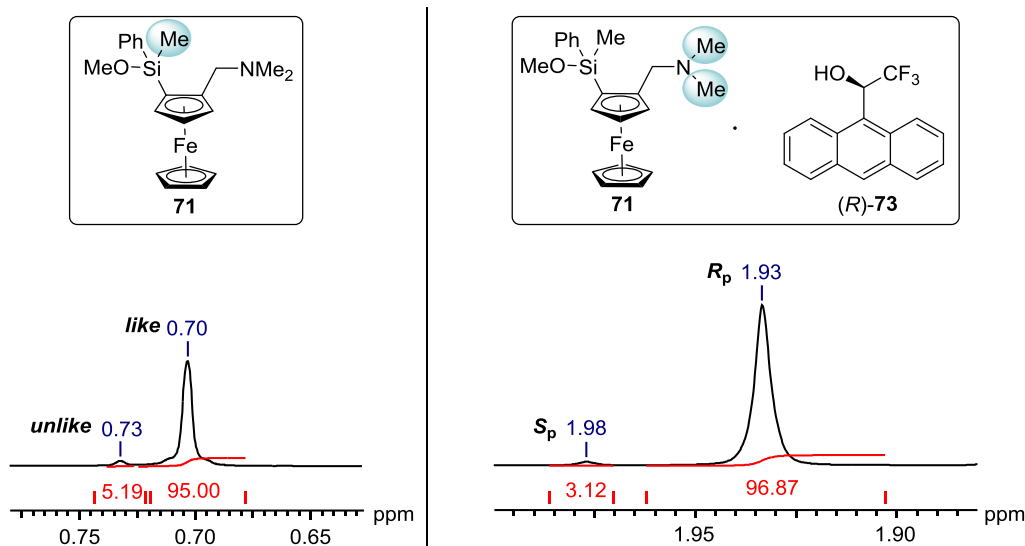 Ph Me
MeO Si
NMe2
Fe
71
Ph Me
MeO Si
N Me
Me
Fe
71
·
HO CF3
(R)-73
like 0.70
unlike 0.73
5.19 95.00
0.75 0.70 0.65 ppm
Rp 1.93
Sp 1.98
3.12 96.87
1.95 1.90 ppm